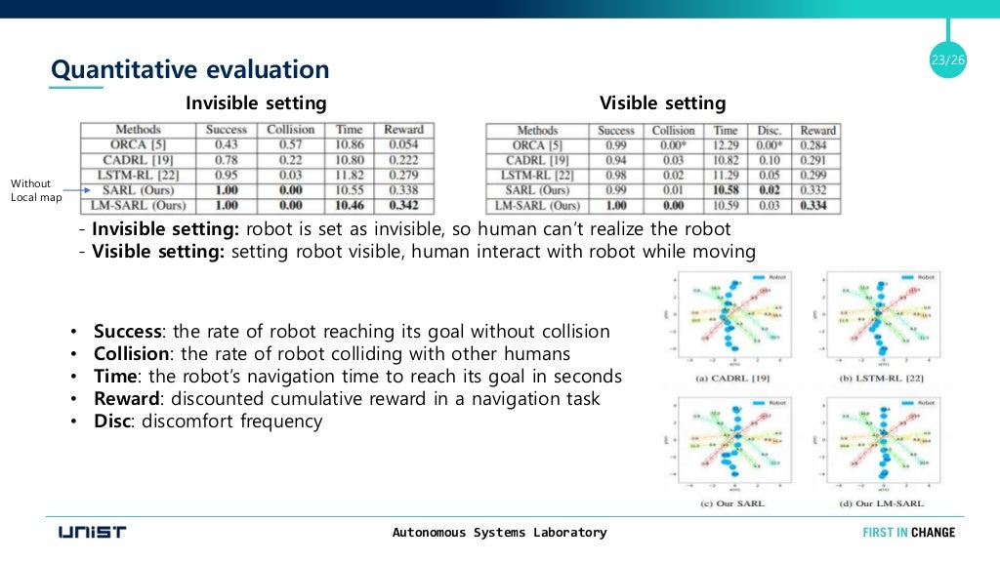 23/26
Quantitative evaluation
Invisible setting
Visible setting
Methods Success Collision Time Reward
ORCA [5] 0.43 0.57 10.86 0.054
CADRL [19] 0.78 0.22 10.80 0.222
LSTM-RL [22] 0.95 0.03 11.82 0.279
SARL (Ours) 1.00 0.00 10.55 0.338
LM-SARL (Ours) 1.00 0.00 10.46 0.342
Without
Local map
Methods Success Collision Time Disc. Reward
ORCA [5] 0.99 0.00* 12.29 0.00* 0.284
CADRL [19] 0.94 0.03 10.82 0.10 0.291
LSTM-RL [22] 0.98 0.02 11.29 0.05 0.299
SARL (Ours) 0.99 0.01 10.58 0.02 0.332
LM-SARL (Ours) 1.00 0.00 10.59 0.03 0.334
- Invisible setting: robot is set as invisible, so human can’t realize the robot
- Visible setting: setting robot visible, human interact with robot while moving
• Success: the rate of robot reaching its goal without collision
• Collision: the rate of robot colliding with other humans
• Time: the robot’s navigation time to reach its goal in seconds
• Reward: discounted cumulative reward in a navigation task
• Disc: discomfort frequency
Robot
Robot
(a) CADRL [19]
(b) LSTM-RL [22]
Robot
Robot
(c) Our SARL
(d) Our LM-SARL
UNIST
Autonomous Systems Laboratory
FIRST IN CHANGE